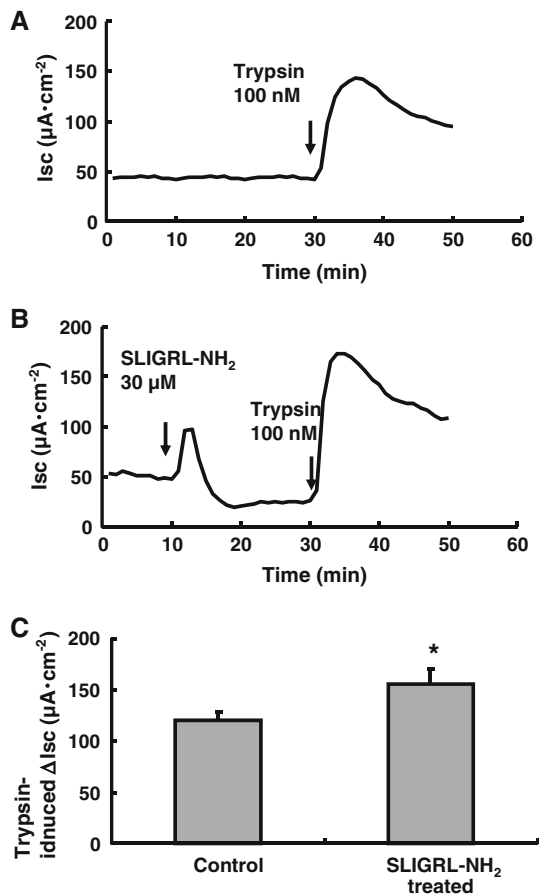 A
200
150
100
50
0
Isc (µA·cm-2)
Trypsin
100 nM
0 10 20 30 40 50 60
Time (min)
B
200
150
100
50
0
Isc (µA·cm-2)
SLIGRL-NH2
30 µM
Trypsin
100 nM
0 10 20 30 40 50 60
Time (min)
C
200
150
100
50
0
Trypsin-
idnuced Δ Isc (µA·cm-2)
*
Control
SLIGRL-NH2
treated